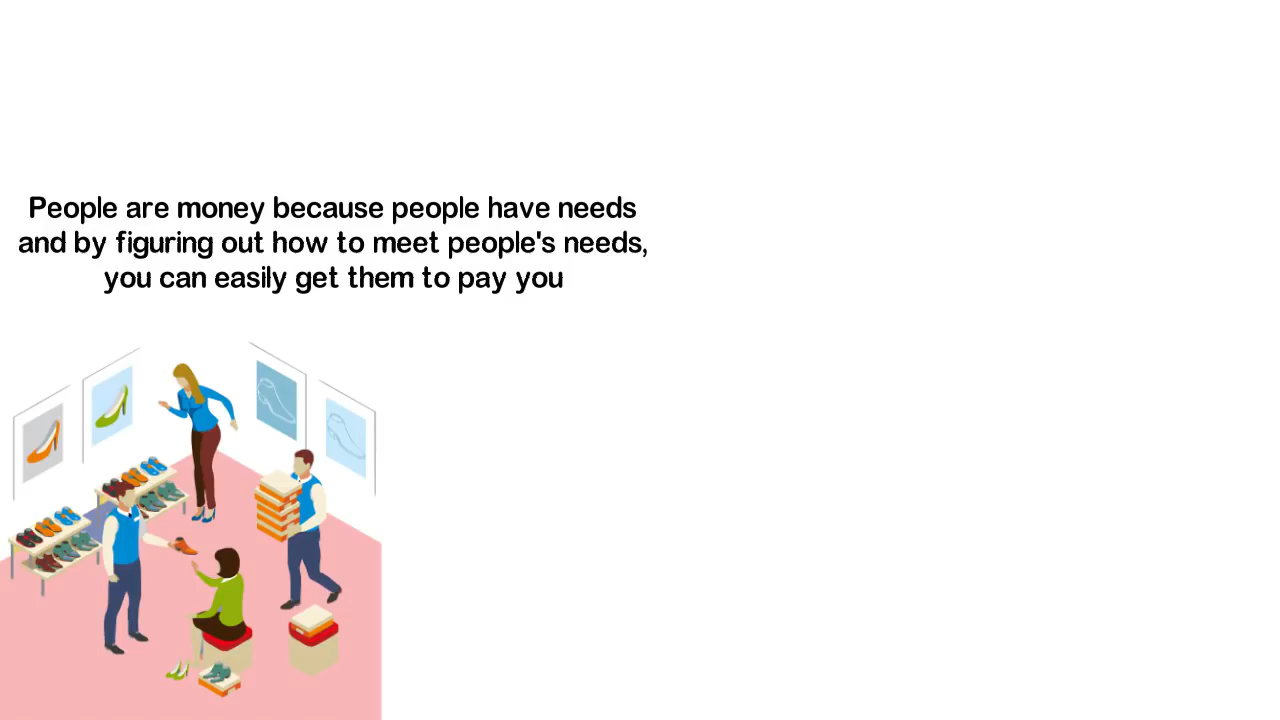 People are money because people have needs
and by figuring out how to meet people's needs,
you can easily get them to pay you